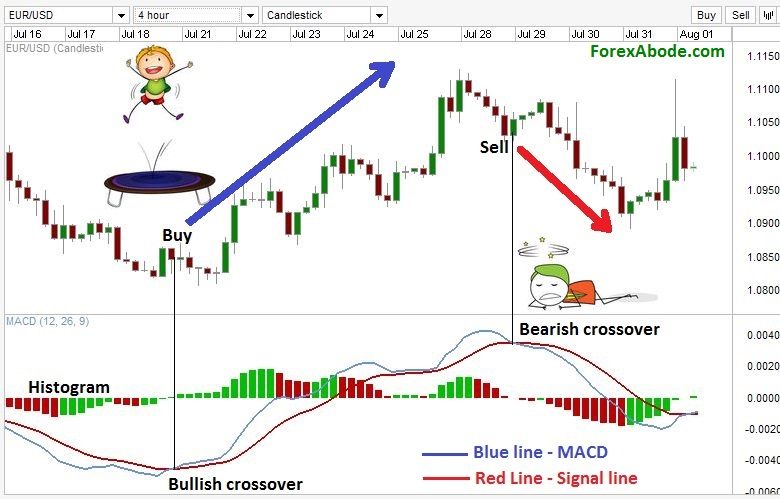 EUR/USD 4 hour Candlestick Buy Sell
Jul 16 Jul 17 Jul 18 Jul 21 Jul 22 Jul 23 Jul 24 Jul 25 Jul 28 Jul 29 Jul 30 Jul 31 Aug 01
EUR/USD (Candlesti
ForexAbode.com
1.1150
1.1100
1.1050
Sell
1.1000
1.0950
1.0900
Buy
1.0850
1.0800
MACD (12, 26, 9)
Bearish crossover
0.0040
0.0020
Histogram
0.0000
-0.0020
Blue line - MACD
-0.0040
Red Line - Signal line
Bullish crossover
-0.0060